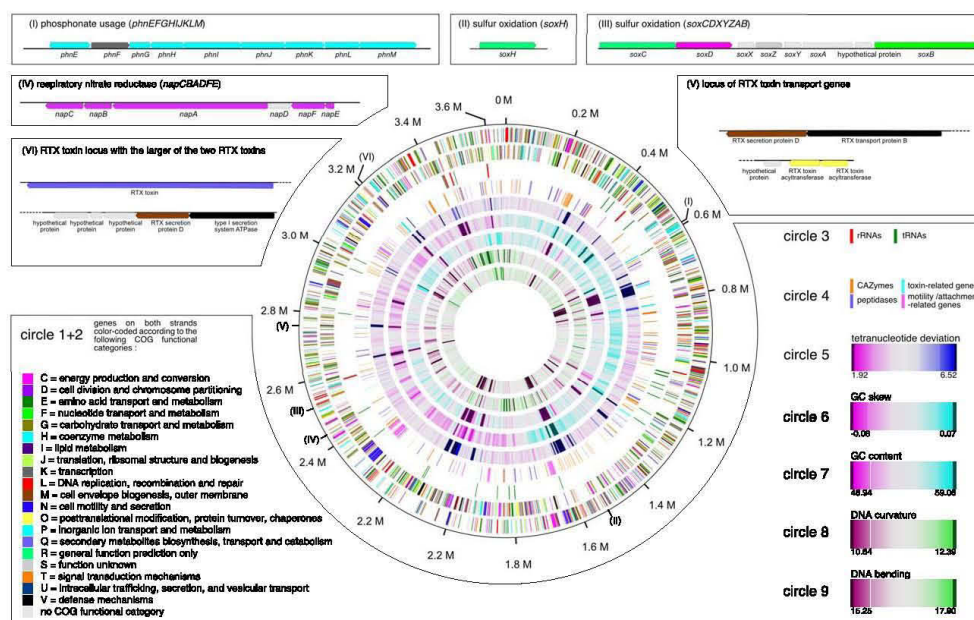 (I) phosphonate usage (phnEFGHIJKLM)
phnE phnF phnG phnH phnI phnJ phnK phnL phnM
(II) sulfur oxidation (soxH)
soxH
(III) sulfur oxidation (soxCDXYZAB)
soxC soxD soxX soxZ soxY soxA hypothetical protein soxB
(IV) respiratory nitrate reductase (napCBADFE)
napC napB napA napD napF napE
(V) locus of RTX toxin transport genes
RTX secretion protein D RTX transport protein B
hypothetical protein
RTX toxin acyltransferase
RTX toxin acyltransferase
(VI) RTX toxin locus with the larger of the two RTX toxins
RTX toxin
hypothetical protein
hypothetical protein
hypothetical protein
RTX secretion protein D
type I secretion system ATPase
0 M
0.2 M
0.4 M
(I)
0.6 M
0.8 M
1.0 M
1.2 M
1.4 M
(II)
1.6 M
1.8 M
2.2 M
2.2 M
2.4 M
(IV)
(III)
2.6 M
(V)
2.8 M
3.0 M
3.2 M
(VI)
3.4 M
3.6 M
circle 1+2
genes on both strands
color-coded according to the
following COG functional
categories :
C = energy production and conversion
D = cell division and chromosome partitioning
E = amino acid transport and metabolism
F = nucleotide transport and metabolism
G = carbohydrate transport and metabolism
H = coenzyme metabolism
I = lipid metabolism
J = translation, ribosomal structure and biogenesis
K = transcription
L = DNA replication, recombination and repair
M = cell envelope biogenesis, outer membrane
N = cell motility and secretion
O = posttranslational modification, protein turnover, chaperones
P = inorganic ion transport and metabolism
Q = secondary metabolites biosynthesis, transport and catabolism
R = general function prediction only
S = function unknown
T = signal transduction mechanisms
U = intracellular trafficking, secretion, and vesicular transport
V = defense mechanisms
no COG functional category
circle 3
rRNAs tRNAs
circle 4
CAZymes toxin-related genes
peptidases motility /attachment
-related genes
circle 5
tetranucleotide deviation
1.92 6.52
circle 6
GC skew
-0.06 0.07
circle 7
GC content
48.94 59.06
circle 8
DNA curvature
10.64 12.39
circle 9
DNA bending
15.25 17.90